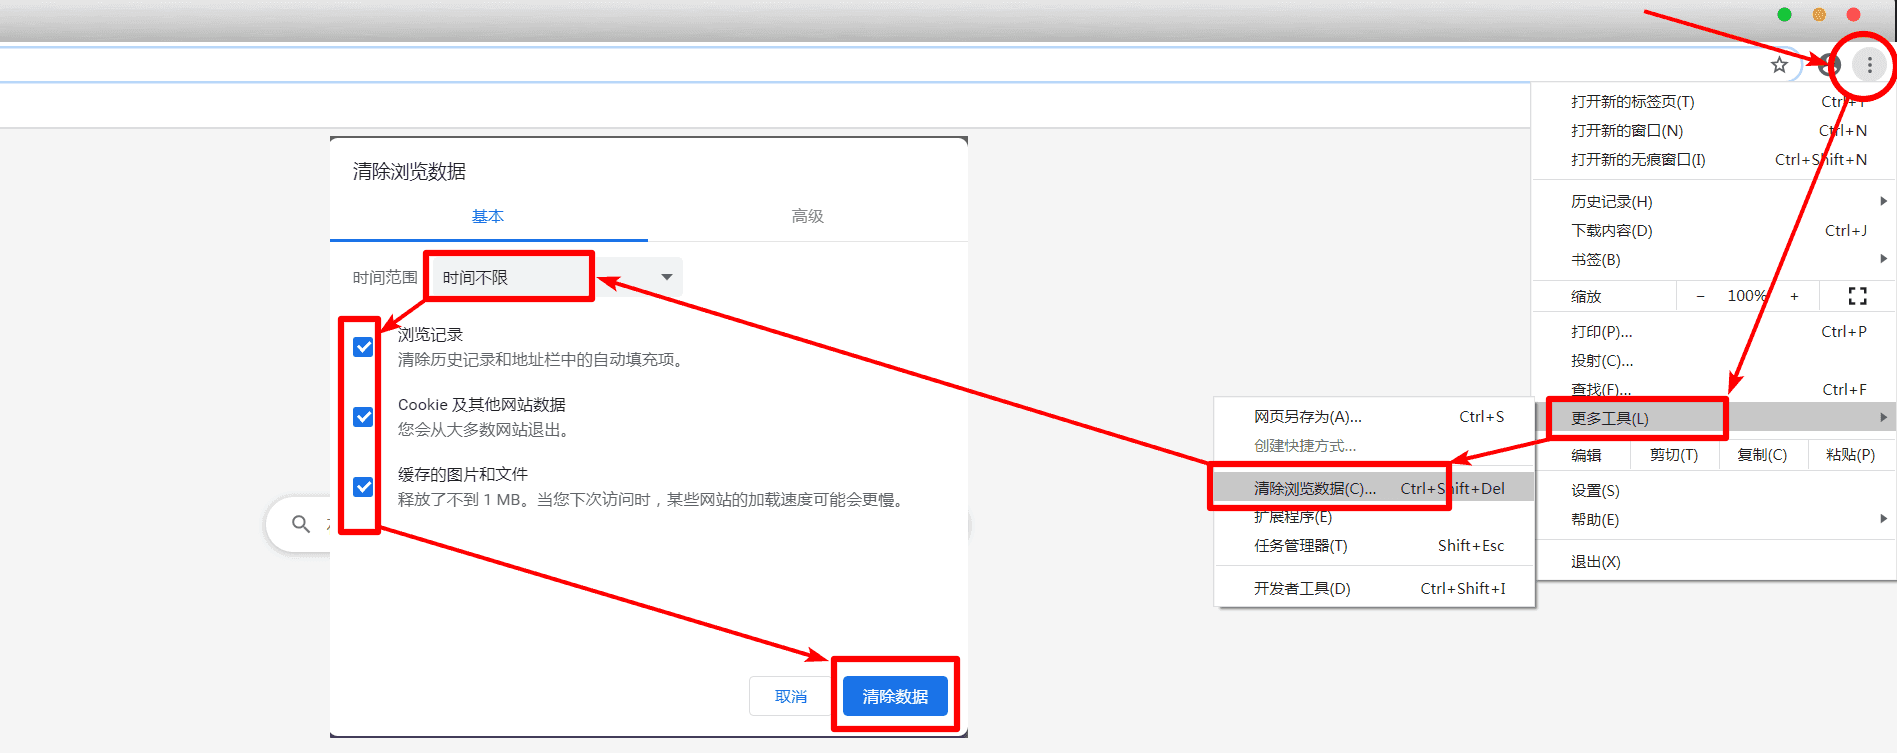 打开新的标签页(T) Ctrl+T
打开新的窗口(N) Ctrl+N
打开新的无痕窗口(I) Ctrl+Shift+N
历史记录(H)
下载内容(D) Ctrl+J
书签(B)
缩放 − 100% +
打印(P)... Ctrl+P
投射(C)...
查找(F)... Ctrl+F
更多工具(L)
编辑 剪切(T) 复制(C) 粘贴(P)
设置(S)
帮助(E)
退出(X)
网页另存为(A)... Ctrl+S
创建快捷方式...
清除浏览数据(C)... Ctrl+Shift+Del
扩展程序(E)
任务管理器(T) Shift+Esc
开发者工具(D) Ctrl+Shift+I
清除浏览数据
基本 高级
时间范围 时间不限
浏览记录
清除历史记录和地址栏中的自动填充项。
Cookie 及其他网站数据
您会从大多数网站退出。
缓存的图片和文件
释放了不到 1 MB。当您下次访问时，某些网站的加载速度可能会更慢。
取消 清除数据